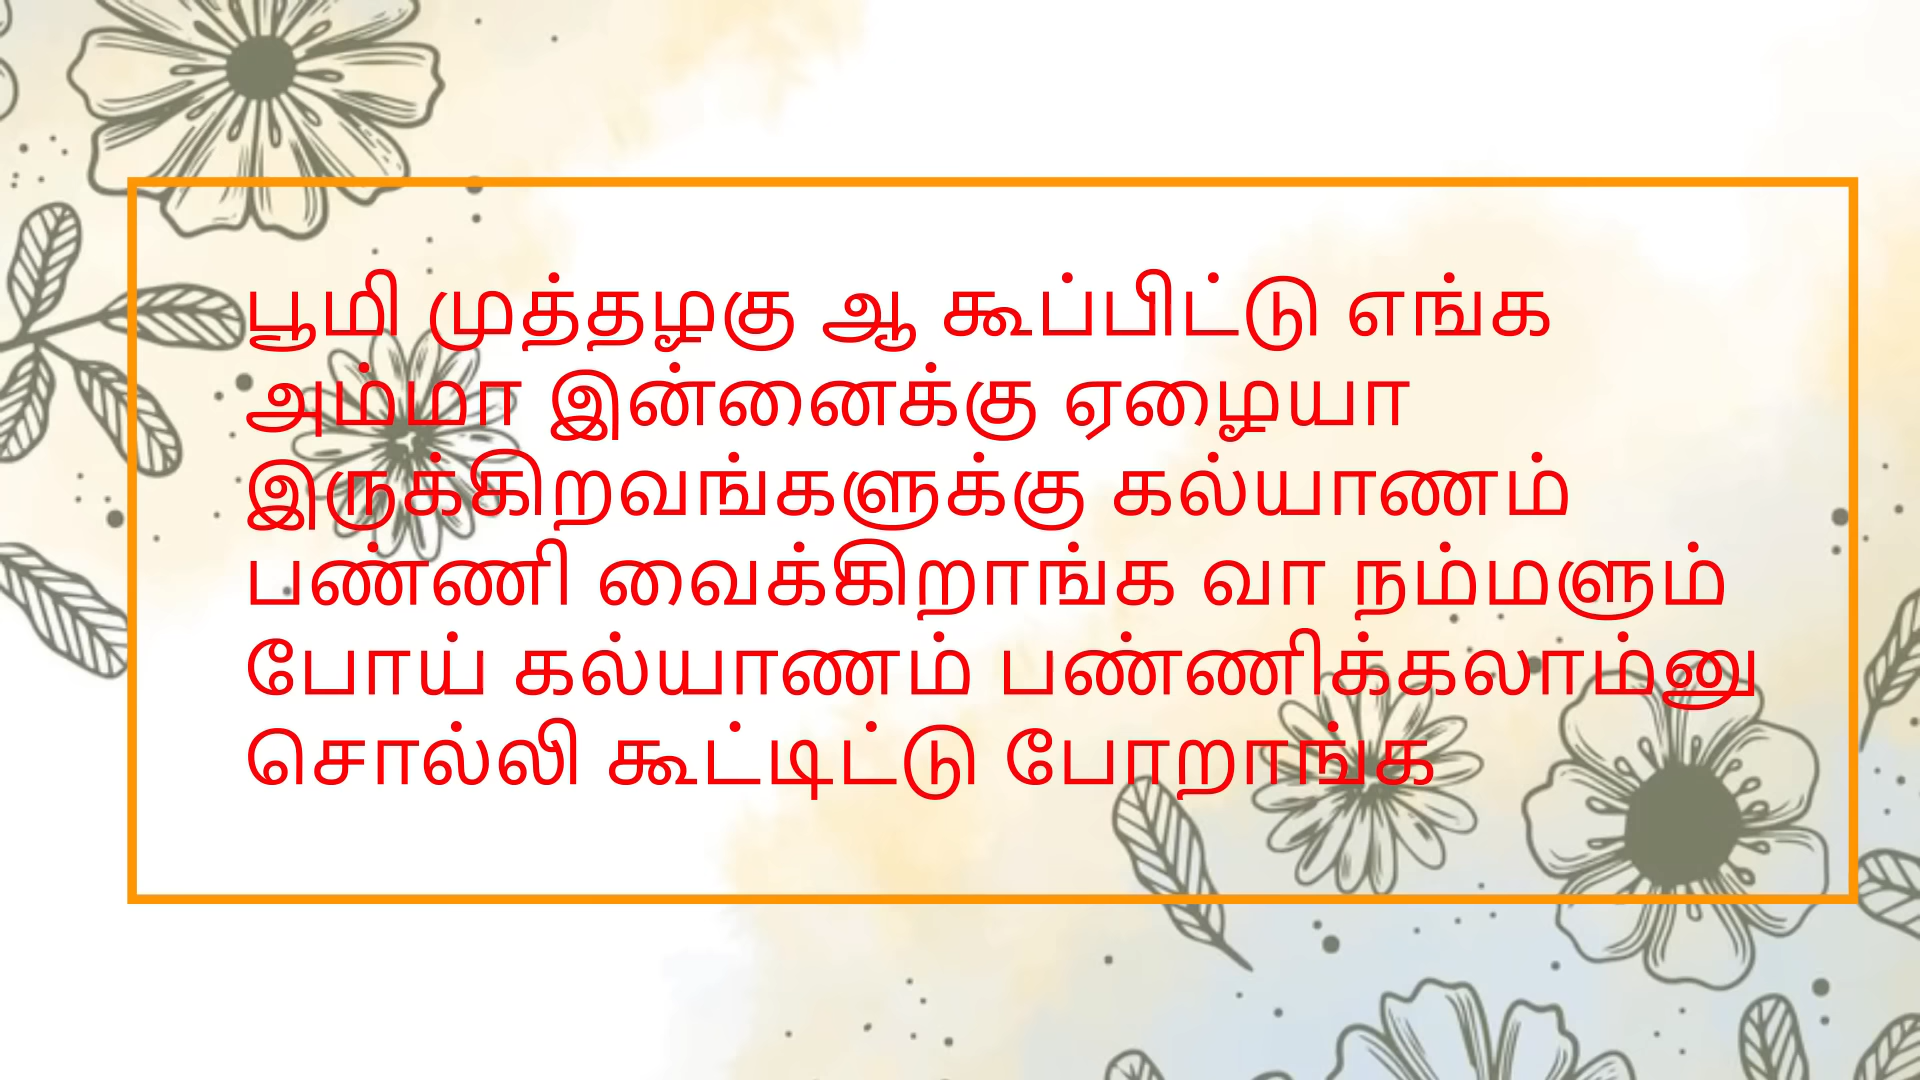 பூமி முத்தழகு ஆ கூப்பிட்டு எங்க
அம்மா இன்னைக்கு ஏழையா
இருக்கிறவங்களுக்கு கல்யாணம்
பண்ணி வைக்கிறாங்க வா நம்மளும்
போய் கல்யாணம் பண்ணிக்கலாம்னு
சொல்லி கூட்டிட்டு போறாங்க